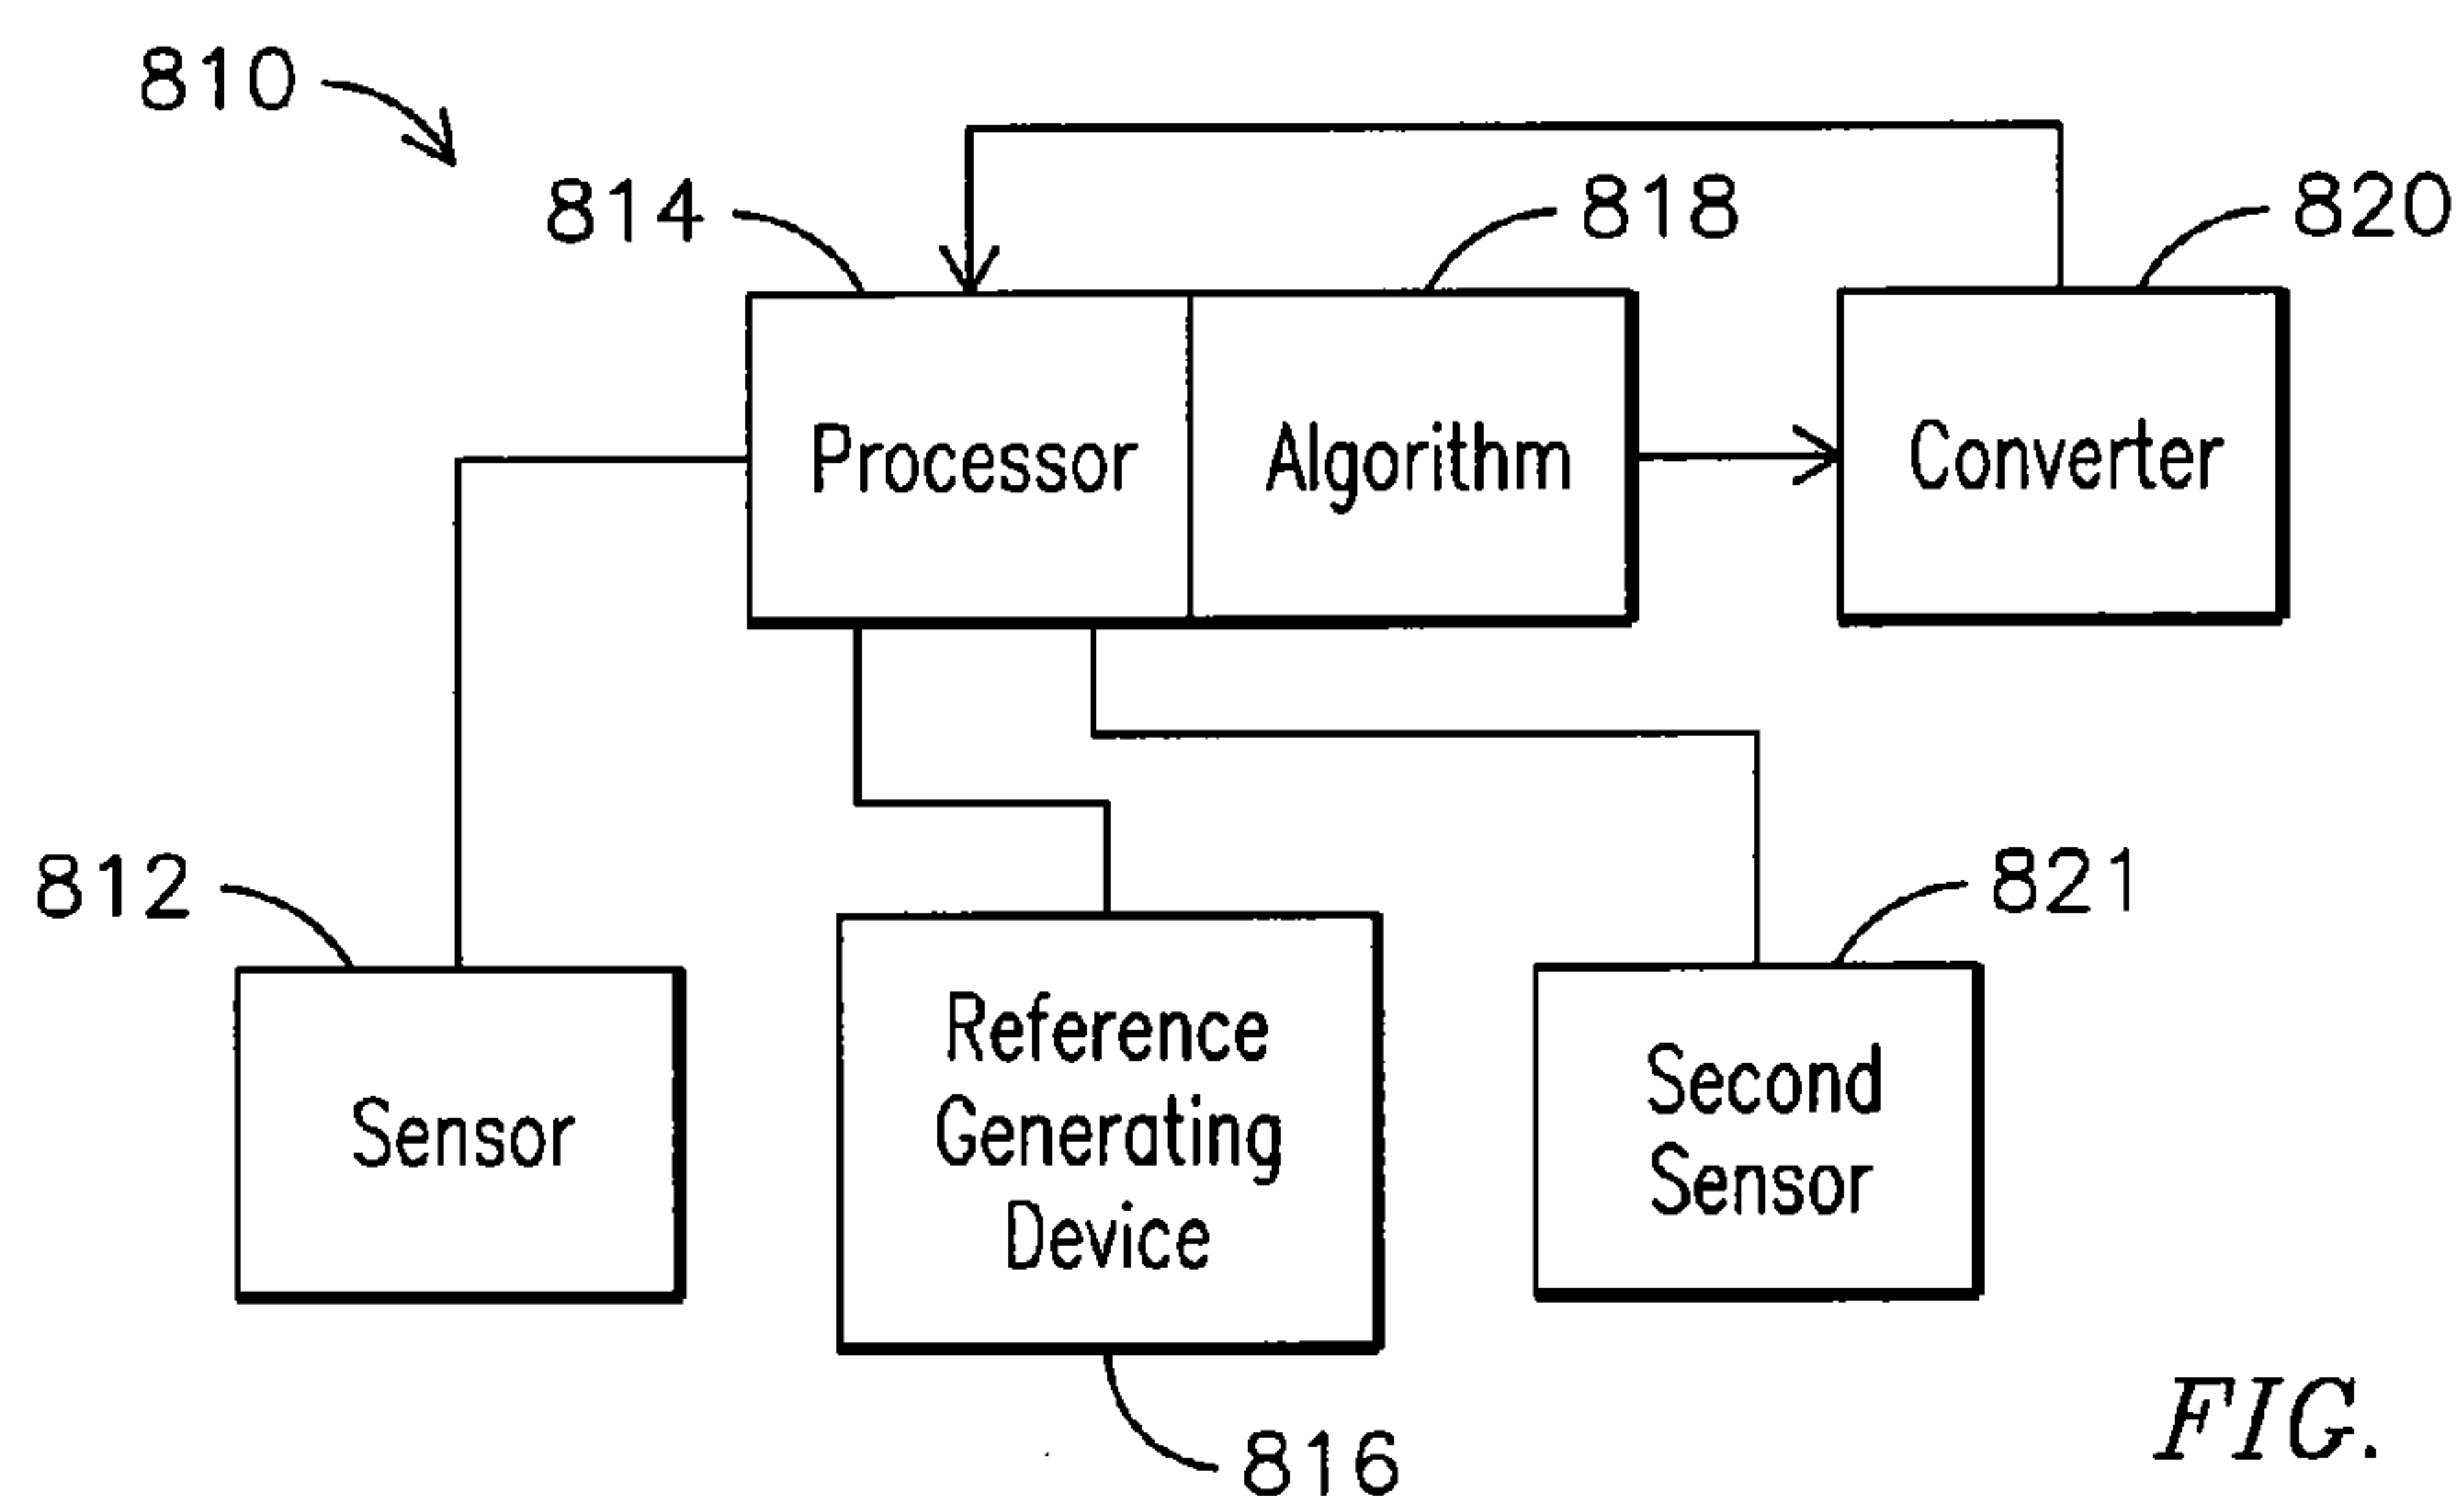 810
814
818
820
Processor
Algorithm
Converter
812
821
Reference
Generating
Device
Second
Sensor
Sensor
816
FIG.